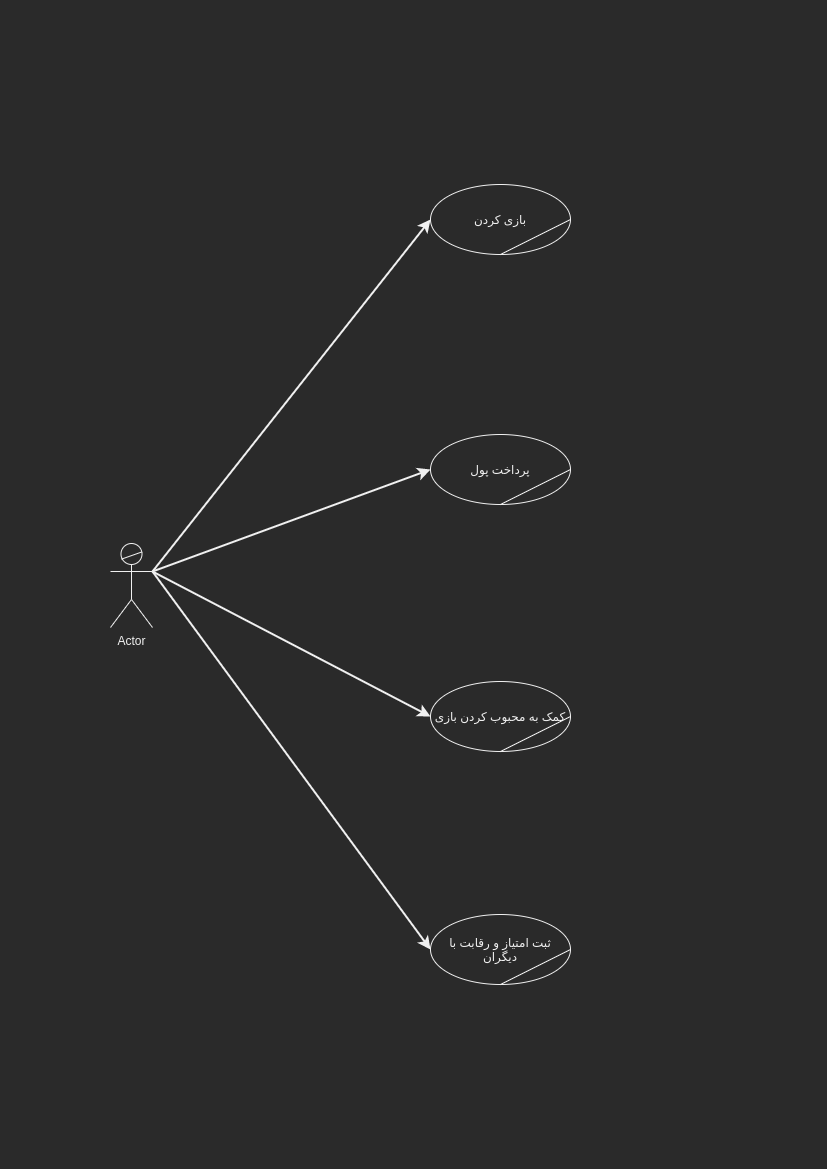 بازی کردن
پرداخت پول
Actor
کمک به محبوب کردن بازی
ثبت امتیاز و رقابت با
دیگران